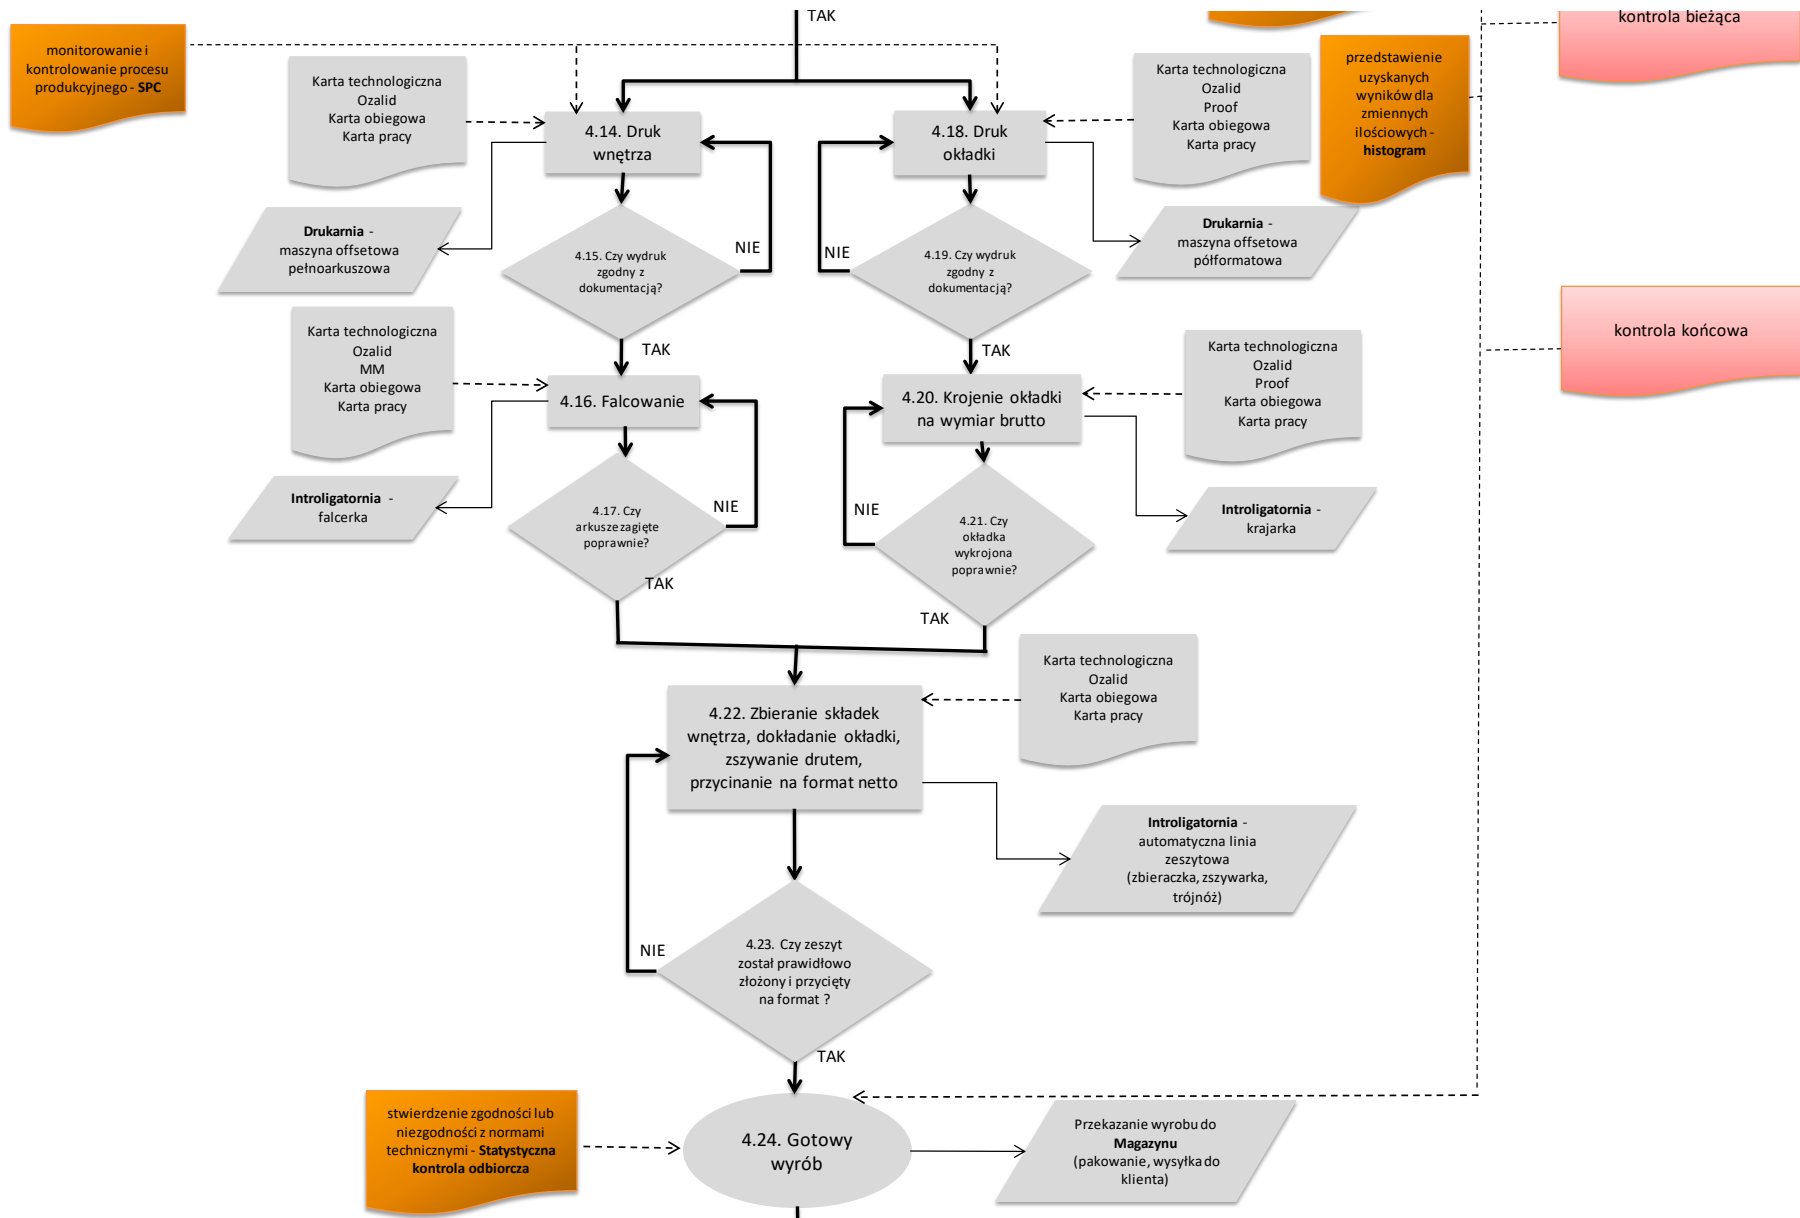 TAK
kontrola bieżąca
monitorowanie i
kontrolowanie procesu
produkcyjnego - SPC
przedstawienie
uzyskanych
wyników dla
zmiennych
ilościowych -
histogram
Karta technologiczna
Ozalid
Karta obiegowa
Karta pracy
4.14. Druk
wnętrza
4.18. Druk
okładki
Karta technologiczna
Ozalid
Proof
Karta obiegowa
Karta pracy
Drukarnia -
maszyna offsetowa
pełnoarkuszowa
4.15. Czy wydruk
zgodny z
dokumentacją?
NIE
NIE
4.19. Czy wydruk
zgodny z
dokumentacją?
Drukarnia -
maszyna offsetowa
półformatowa
TAK
TAK
kontrola końcowa
Karta technologiczna
Ozalid
MM
Karta obiegowa
Karta pracy
4.16. Falcowanie
4.20. Krojenie okładki
na wymiar brutto
Karta technologiczna
Ozalid
Proof
Karta obiegowa
Karta pracy
Introligatornia -
falcerka
4.17. Czy
arkusze zagięte
poprawnie?
NIE
NIE
4.21. Czy
okładka
wykrojona
poprawnie?
Introligatornia -
krajarka
TAK
TAK
4.22. Zbieranie składek
wnętrza, dokładanie okładki,
zszywanie drutem,
przycinanie na format netto
Karta technologiczna
Ozalid
Karta obiegowa
Karta pracy
Introligatornia -
automatyczna linia
zeszytowa
(zbieraczka, zszywarka,
trójnóż)
NIE
4.23. Czy zeszyt
został prawidłowo
złożony i przycięty
na format ?
TAK
stwierdzenie zgodności lub
niezgodności z normami
technicznymi - Statystyczna
kontrola odbiorcza
4.24. Gotowy
wyrób
Przekazanie wyrobu do
Magazynu
(pakowanie, wysyłka do
klienta)